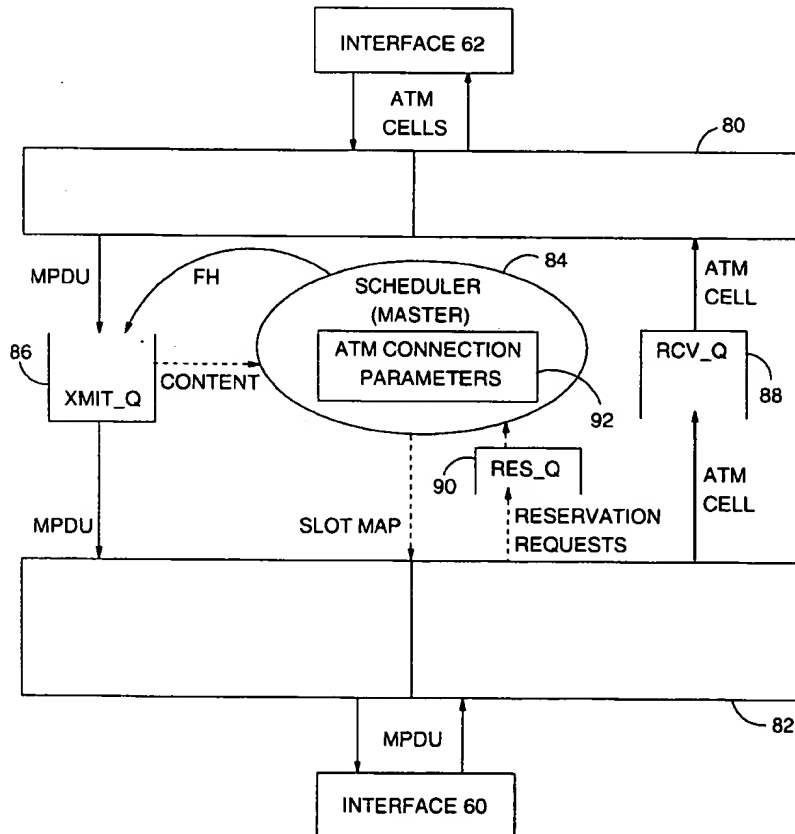 INTERFACE 62
ATM
CELLS
80
MPDU
FH
SCHEDULER
(MASTER)
84
ATM
CELL
86
XMIT_Q
CONTENT
ATM CONNECTION
PARAMETERS
92
RCV_Q
88
90
RES_Q
MPDU
SLOT MAP
RESERVATION
REQUESTS
ATM
CELL
MPDU
82
INTERFACE 60